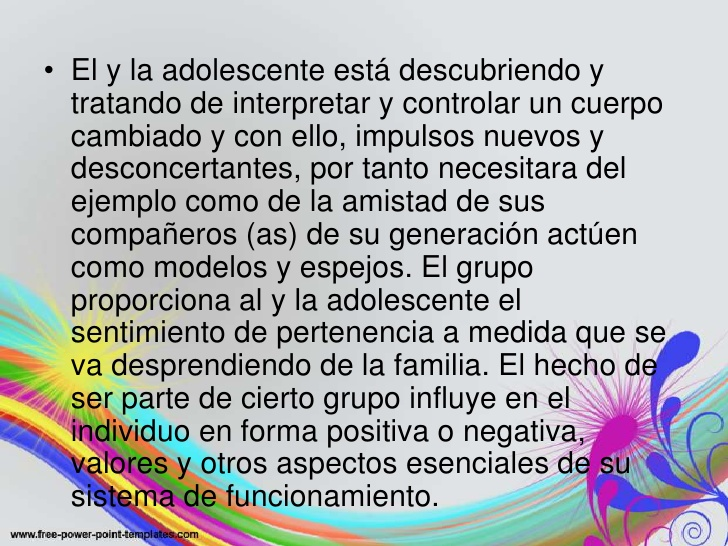 • El y la adolescente está descubriendo y
tratando de interpretar y controlar un cuerpo
cambiado y con ello, impulsos nuevos y
desconcertantes, por tanto necesitara del
ejemplo como de la amistad de sus
compañeros (as) de su generación actúen
como modelos y espejos. El grupo
proporciona al y la adolescente el
sentimiento de pertenencia a medida que se
va desprendiendo de la familia. El hecho de
ser parte de cierto grupo influye en el
individuo en forma positiva o negativa,
valores y otros aspectos esenciales de su
sistema de funcionamiento.
www.free-power-point-templates.com